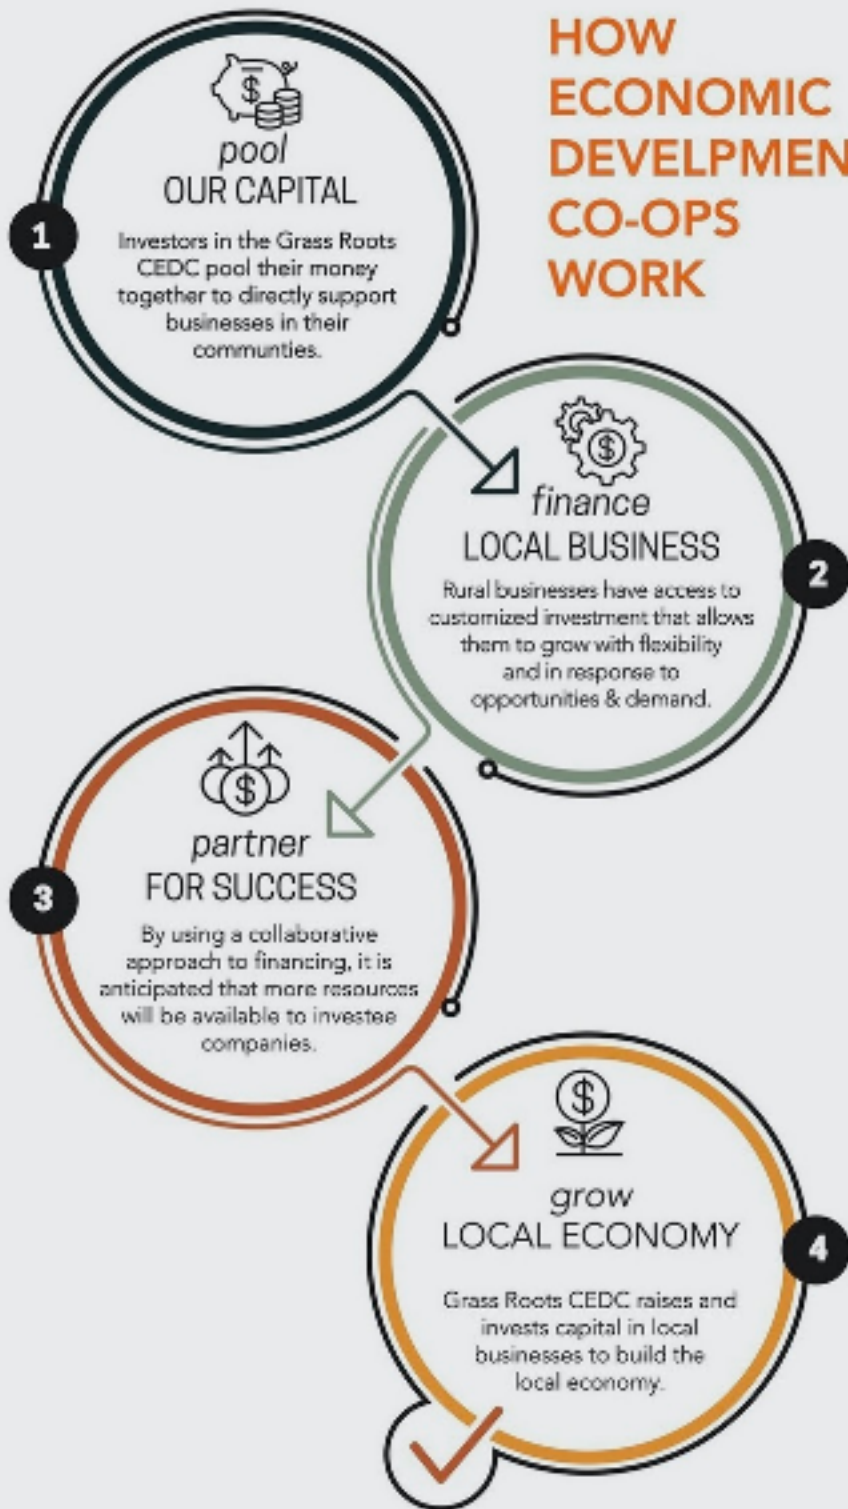 HOW
ECONOMIC
DEVELPMEN
CO-OPS
WORK
1
pool
OUR CAPITAL
Investors in the Grass Roots
CEDC pool their money
together to directly support
businesses in their
communties.
2
finance
LOCAL BUSINESS
Rural businesses have access to
customized investment that allows
them to grow with flexibility
and in response to
opportunities & demand.
3
partner
FOR SUCCESS
By using a collaborative
approach to financing, it is
anticipated that more resources
will be available to investee
companies.
4
grow
LOCAL ECONOMY
Grass Roots CEDC raises and
invests capital in local
businesses to build the
local economy.